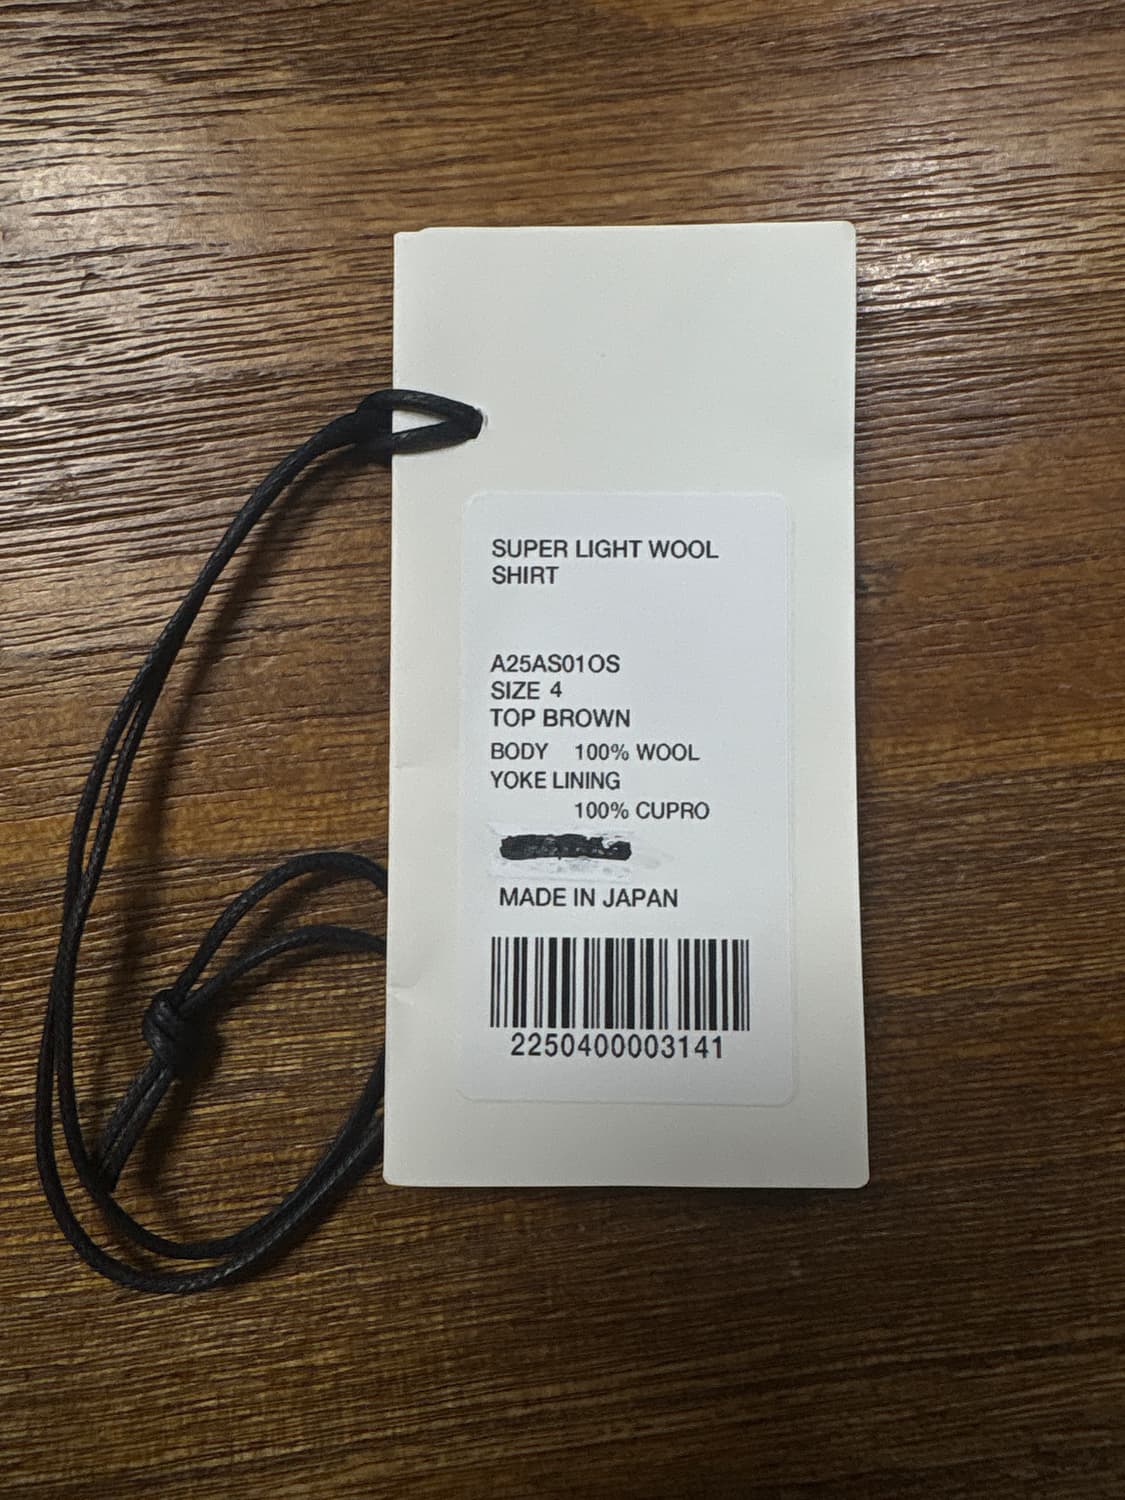 SUPER LIGHT WOOL
SHIRT
A25AS01OS
SIZE 4
TOP BROWN
BODY 100% WOOL
YOKE LINING
100% CUPRO
MADE IN JAPAN
2250400003141